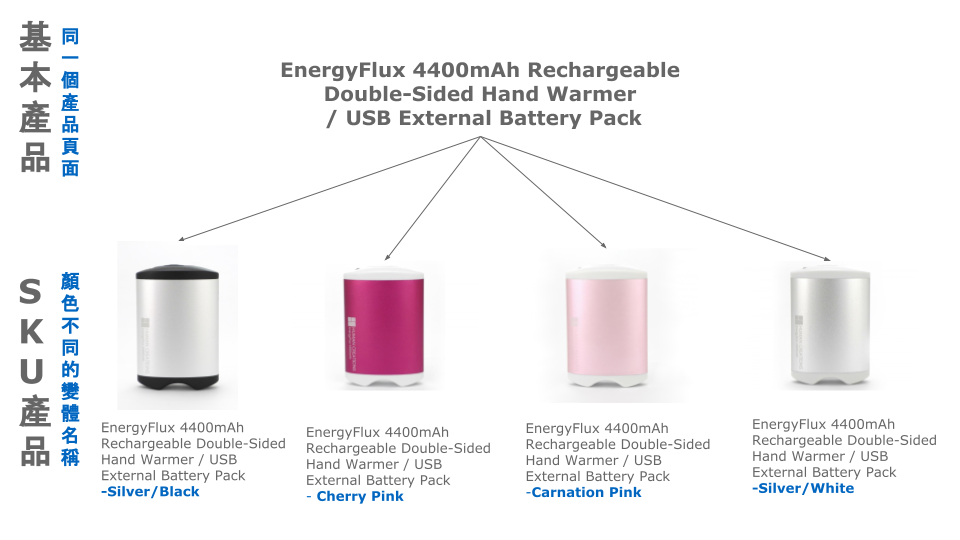 基本產品
同一個產品頁面
EnergyFlux 4400mAh Rechargeable
Double-Sided Hand Warmer
/ USB External Battery Pack
SKU產品
顏色不同的變體名稱
EnergyFlux 4400mAh
Rechargeable Double-Sided
Hand Warmer / USB
External Battery Pack
-Silver/Black
EnergyFlux 4400mAh
Rechargeable Double-Sided
Hand Warmer / USB
External Battery Pack
- Cherry Pink
EnergyFlux 4400mAh
Rechargeable Double-Sided
Hand Warmer / USB
External Battery Pack
-Carnation Pink
EnergyFlux 4400mAh
Rechargeable Double-Sided
Hand Warmer / USB
External Battery Pack
-Silver/White